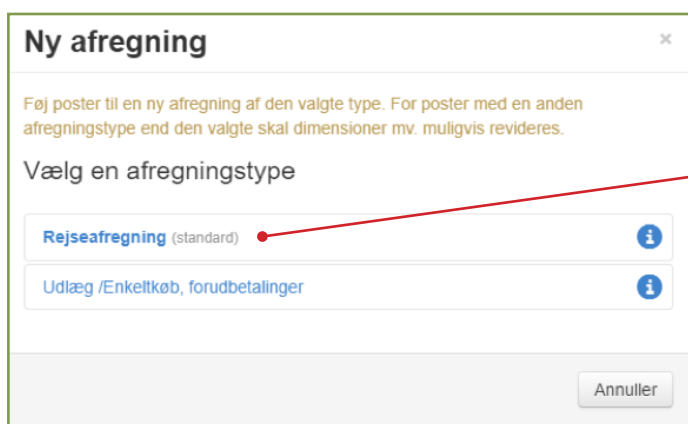 Ny afregning ×
Føj poster til en ny afregning af den valgte type. For poster med en anden
afregningstype end den valgte skal dimensioner mv. muligvis revideres.
Vælg en afregningstype
Rejseafregning (standard)
Udlæg /Enkeltkøb, forudbetalinger
Annuller